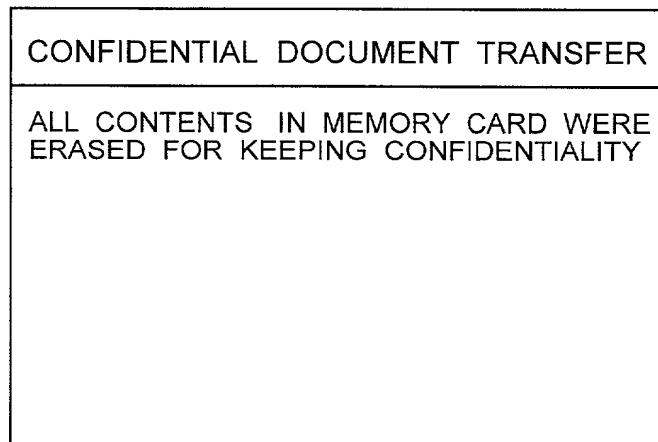 CONFIDENTIAL DOCUMENT TRANSFER
ALL CONTENTS IN MEMORY CARD WERE
ERASED FOR KEEPING CONFIDENTIALITY